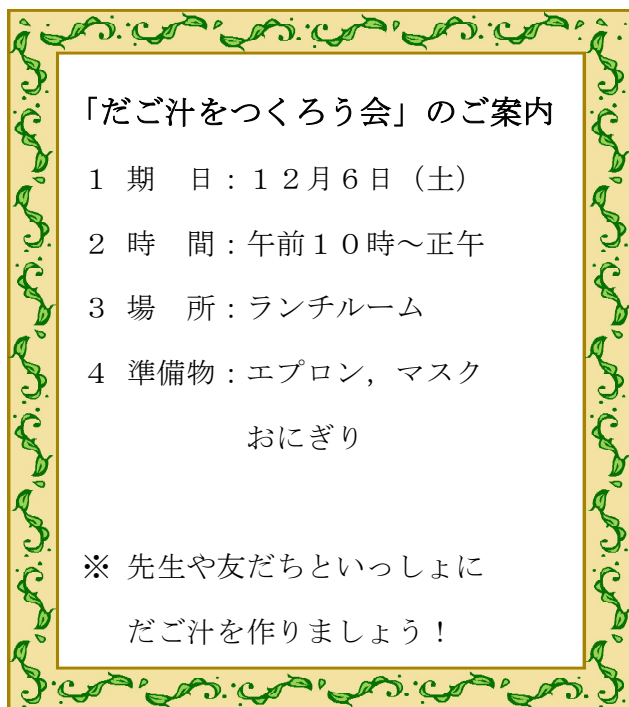 「だご汁をつくろう会」のご案内
１ 期　日：１２月６日（土）
２ 時　間：午前１０時～正午
３ 場　所：ランチルーム
４ 準備物：エプロン，マスク
おにぎり
※ 先生や友だちといっしょに
だご汁を作りましょう！